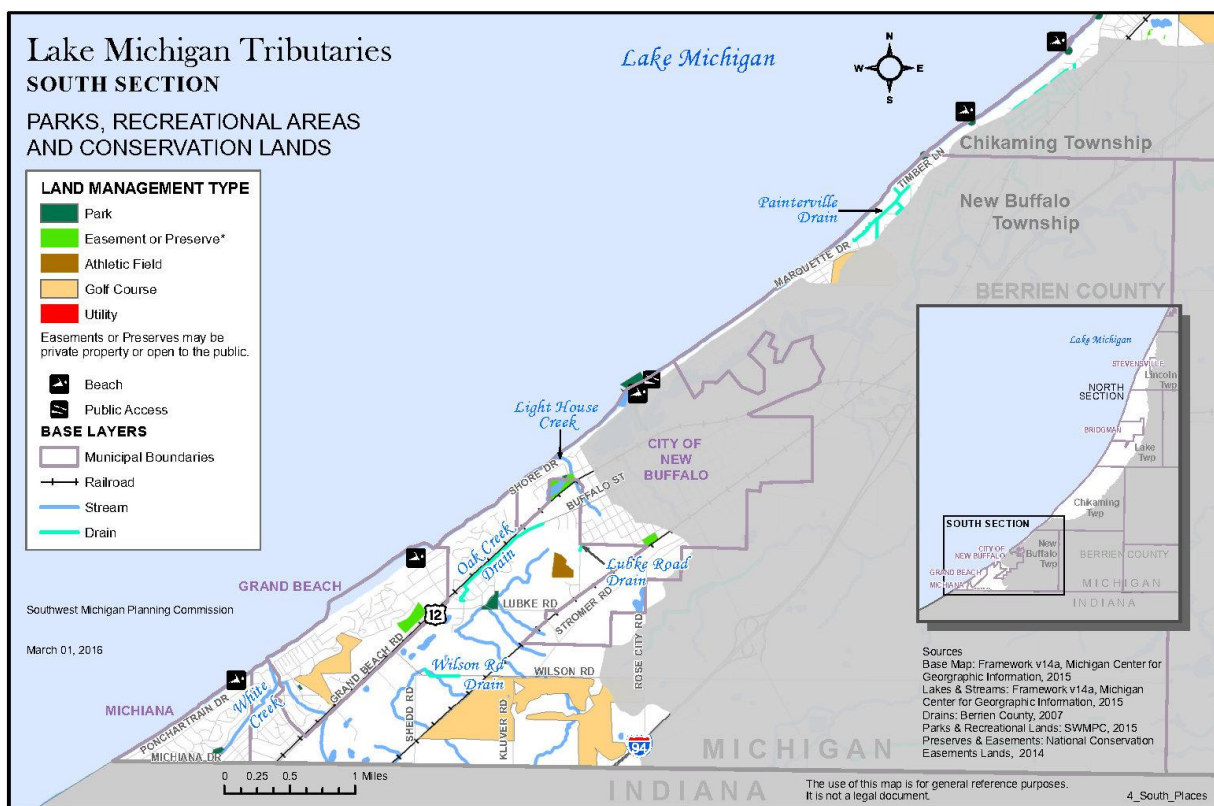 Lake Michigan Tributaries
SOUTH SECTION
PARKS, RECREATIONAL AREAS
AND CONSERVATION LANDS
LAND MANAGEMENT TYPE
Park
Easement or Preserve*
Athletic Field
Golf Course
Utility
Easements or Preserves may be
private property or open to the public.
Beach
Public Access
BASE LAYERS
Municipal Boundaries
Railroad
Stream
Drain
Southwest Michigan Planning Commission
March 01, 2016
Lake Michigan
N
W
E
S
Chikaming Township
TIMBER LN
Painterville
Drain
New Buffalo
Township
MARQUETTE DR
BERRIEN COUNTY
Light House
Creek
CITY OF
NEW
BUFFALO
SHORE DR
BUFFALO ST
Oak Creek
Drain
Lubke Road
Drain
GRAND BEACH
12
LUBKE RD
STROMER RD
GRAND BEACH RD
Wilson Rd
Drain
WILSON RD
ROSE CITY RD
White
Creek
MICHIANA
PONCHARTRAIN DR
MICHIANA DR
SHEDD RD
KLUVER RD
94
0 0.25 0.5 1 Miles
MICHIGAN
INDIANA
Lake Michigan
STEVENSVILLE
Lincoln
Twp
NORTH
SECTION
BRIDGMAN
Lake
Twp
Chikaming
Twp
SOUTH SECTION
CITY OF
NEW BUFFALO
New
Buffalo
Twp
GRAND BEACH
MICHIANA
BERRIEN COUNTY
MICHIGAN
INDIANA
Sources
Base Map: Framework v14a, Michigan Center for
Geographic Information, 2015
Lakes & Streams: Framework v14a, Michigan
Center for Georgraphic Information, 2015
Drains: Berrien County, 2007
Parks & Recreational Lands: SWMPC, 2015
Preserves & Easements: National Conservation
Easements Lands, 2014
The use of this map is for general reference purposes.
It is not a legal document.
4_South_Places